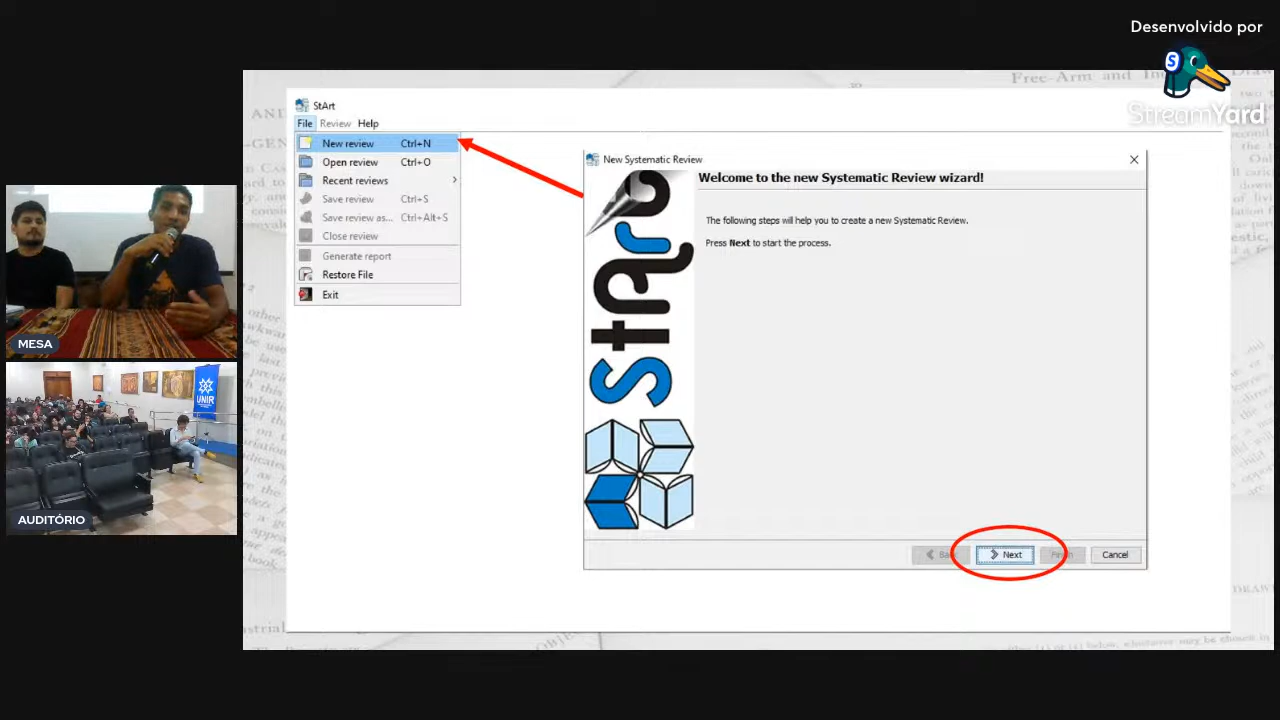 Desenvolvido por
StreamYard
Free-Arm and
StArt
File Review Help
New review Ctrl+N
Open review Ctrl+O
Recent reviews
Save review Ctrl+S
Save review as... Ctrl+Alt+S
Close review
Generate report
Restore File
Exit
New Systematic Review
Welcome to the new Systematic Review wizard!
The following steps will help you to create a new Systematic Review.
Press Next to start the process.
StArt
Next
Cancel
MESA
UNIR
AUDITÓRIO